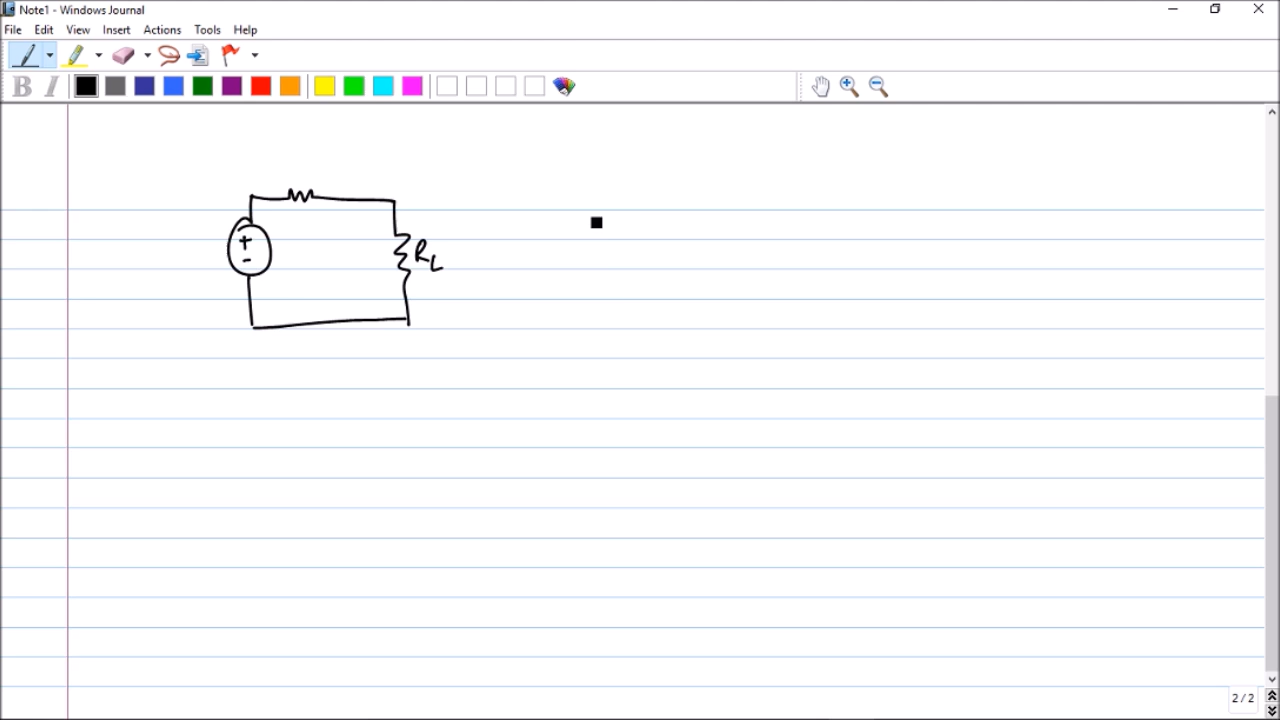 Note1 - Windows Journal
File Edit View Insert Actions Tools Help
B I
+
-
RL
2/2